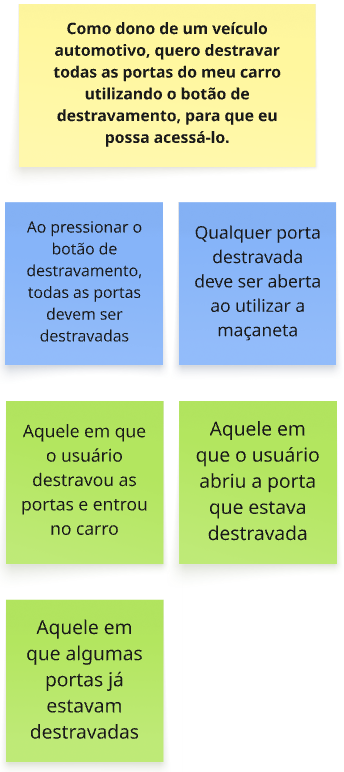 Como dono de um veículo
automotivo, quero destravar
todas as portas do meu carro
utilizando o botão de
destravamento, para que eu
possa acessá-lo.
Ao pressionar o
botão de
destravamento,
todas as portas
devem ser
destravadas
Qualquer porta
destravada
deve ser aberta
ao utilizar a
maçaneta
Aquele em que
o usuário
destravou as
portas e entrou
no carro
Aquele em
que o usuário
abriu a porta
que estava
destravada
Aquele em
que algumas
portas já
estavam
destravadas